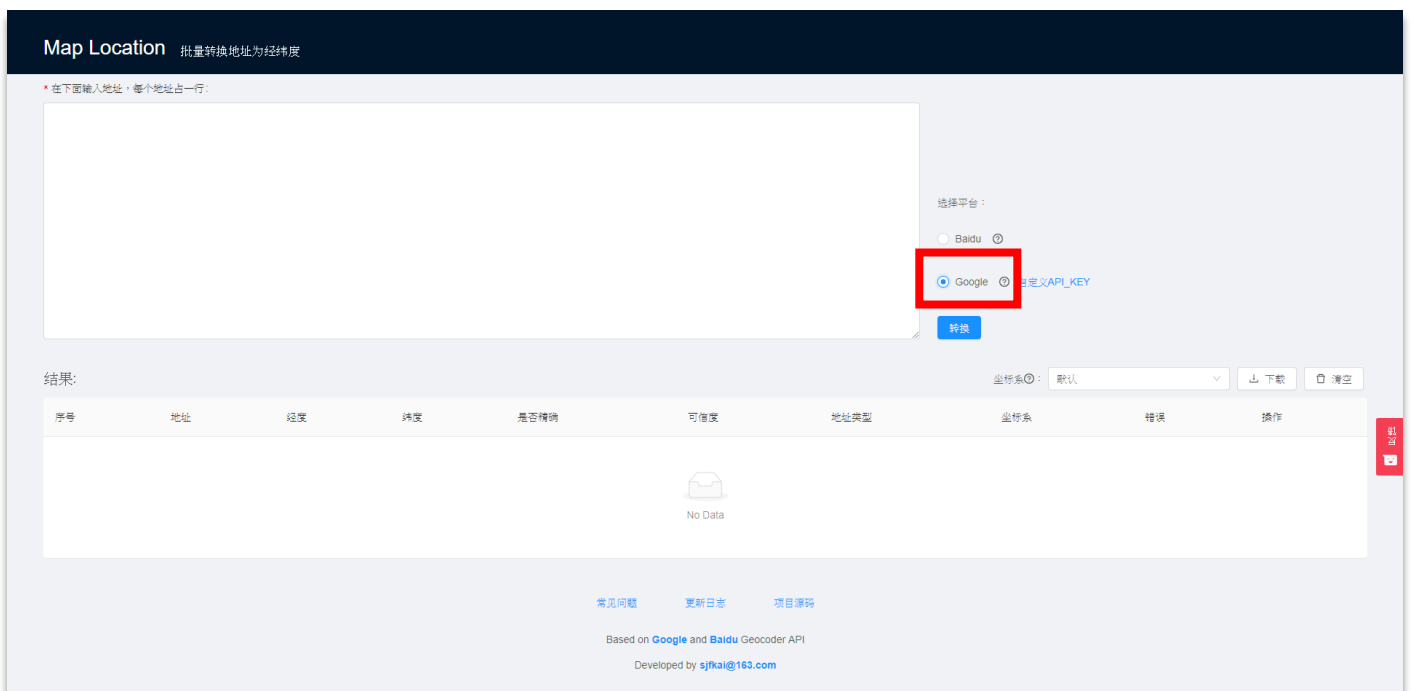 Map Location 批量转换地址为经纬度
* 在下面输入地址，每个地址占一行:
选择平台：
Baidu
Google
自定义API_KEY
转换
结果:
坐标系 : 默认 下载 清空
序号 地址 经度 纬度 是否精确 可信度 地址类型 坐标系 错误 操作
反馈
No Data
常见问题 更新日志 项目源码
Based on Google and Baidu Geocoder API
Developed by sjfkai@163.com